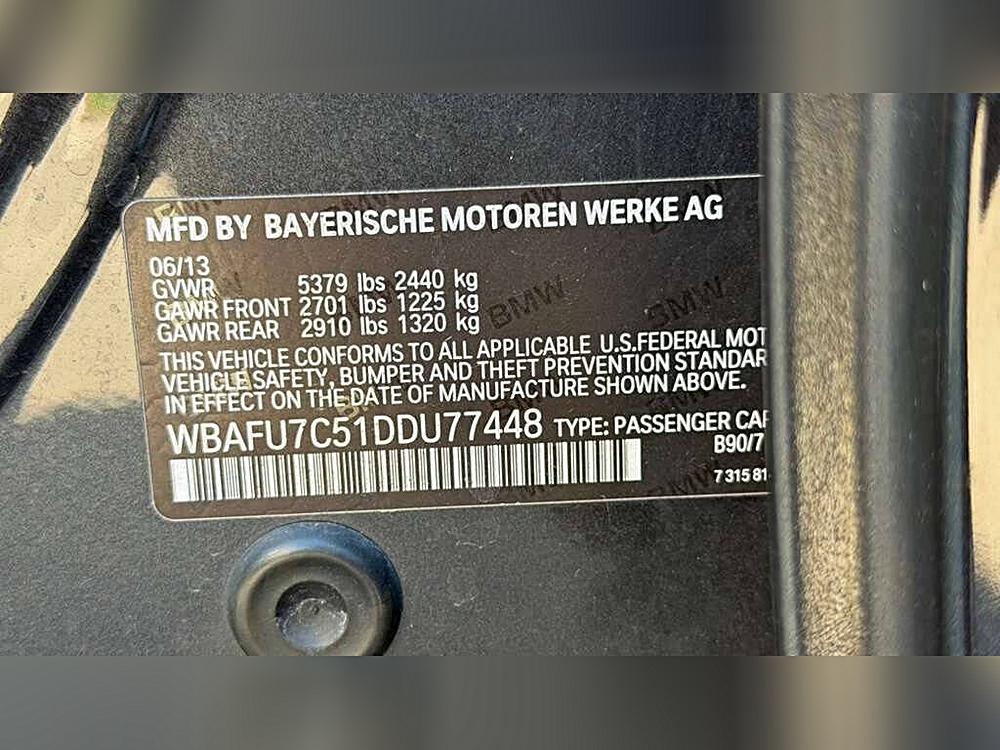 MFD BY BAYERISCHE MOTOREN WERKE AG
06/13
GVWR 5379 lbs 2440 kg
GAWR FRONT 2701 lbs 1225 kg
GAWR REAR 2910 lbs 1320 kg
THIS VEHICLE CONFORMS TO ALL APPLICABLE U.S.FEDERAL MOT
VEHICLE SAFETY, BUMPER AND THEFT PREVENTION STANDAR
IN EFFECT ON THE DATE OF MANUFACTURE SHOWN ABOVE.
WBAFU7C51DDU77448 TYPE: PASSENGER CAR
B90/7
7 315 81